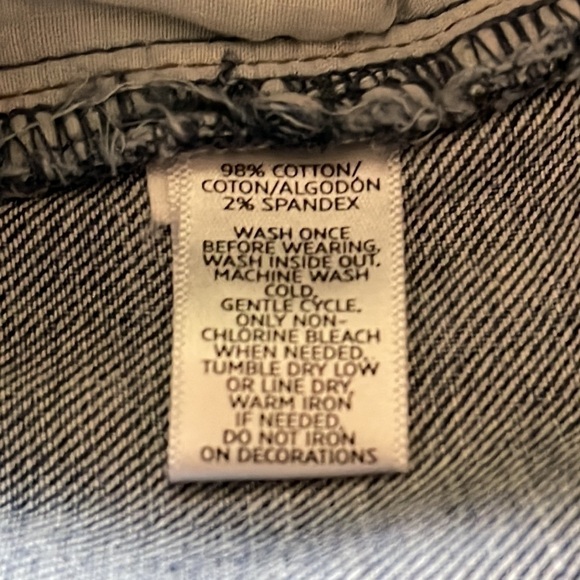 98% COTTON/
COTON/ALGODÓN
2% SPANDEX
WASH ONCE
BEFORE WEARING,
WASH INSIDE OUT.
MACHINE WASH
COLD,
GENTLE CYCLE.
ONLY NON-
CHLORINE BLEACH
WHEN NEEDED.
TUMBLE DRY LOW
OR LINE DRY,
WARM IRON
IF NEEDED.
DO NOT IRON
ON DECORATIONS